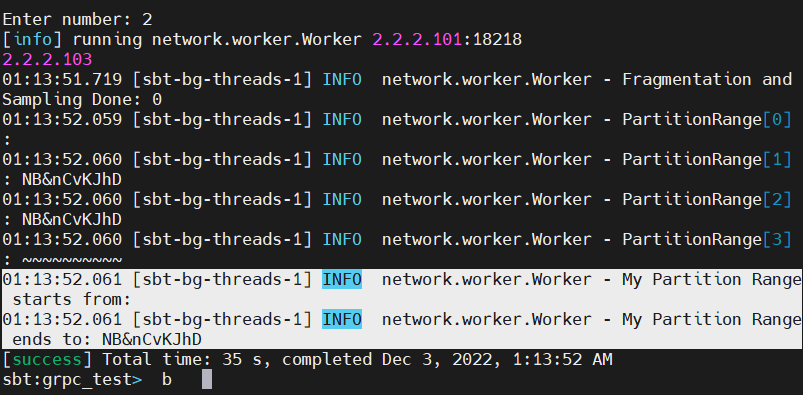 Enter number: 2
[info] running network.worker.Worker 2.2.2.101:18218
2.2.2.103
01:13:51.719 [sbt-bg-threads-1] INFO  network.worker.Worker - Fragmentation and
Sampling Done: 0
01:13:52.059 [sbt-bg-threads-1] INFO  network.worker.Worker - PartitionRange[0]
:
01:13:52.060 [sbt-bg-threads-1] INFO  network.worker.Worker - PartitionRange[1]
: NB&nCvKJhD
01:13:52.060 [sbt-bg-threads-1] INFO  network.worker.Worker - PartitionRange[2]
: NB&nCvKJhD
01:13:52.060 [sbt-bg-threads-1] INFO  network.worker.Worker - PartitionRange[3]
: ~~~~~~~~~~
01:13:52.061 [sbt-bg-threads-1] INFO  network.worker.Worker - My Partition Range
 starts from:
01:13:52.061 [sbt-bg-threads-1] INFO  network.worker.Worker - My Partition Range
 ends to: NB&nCvKJhD
[success] Total time: 35 s, completed Dec 3, 2022, 1:13:52 AM
sbt:grpc_test>  b